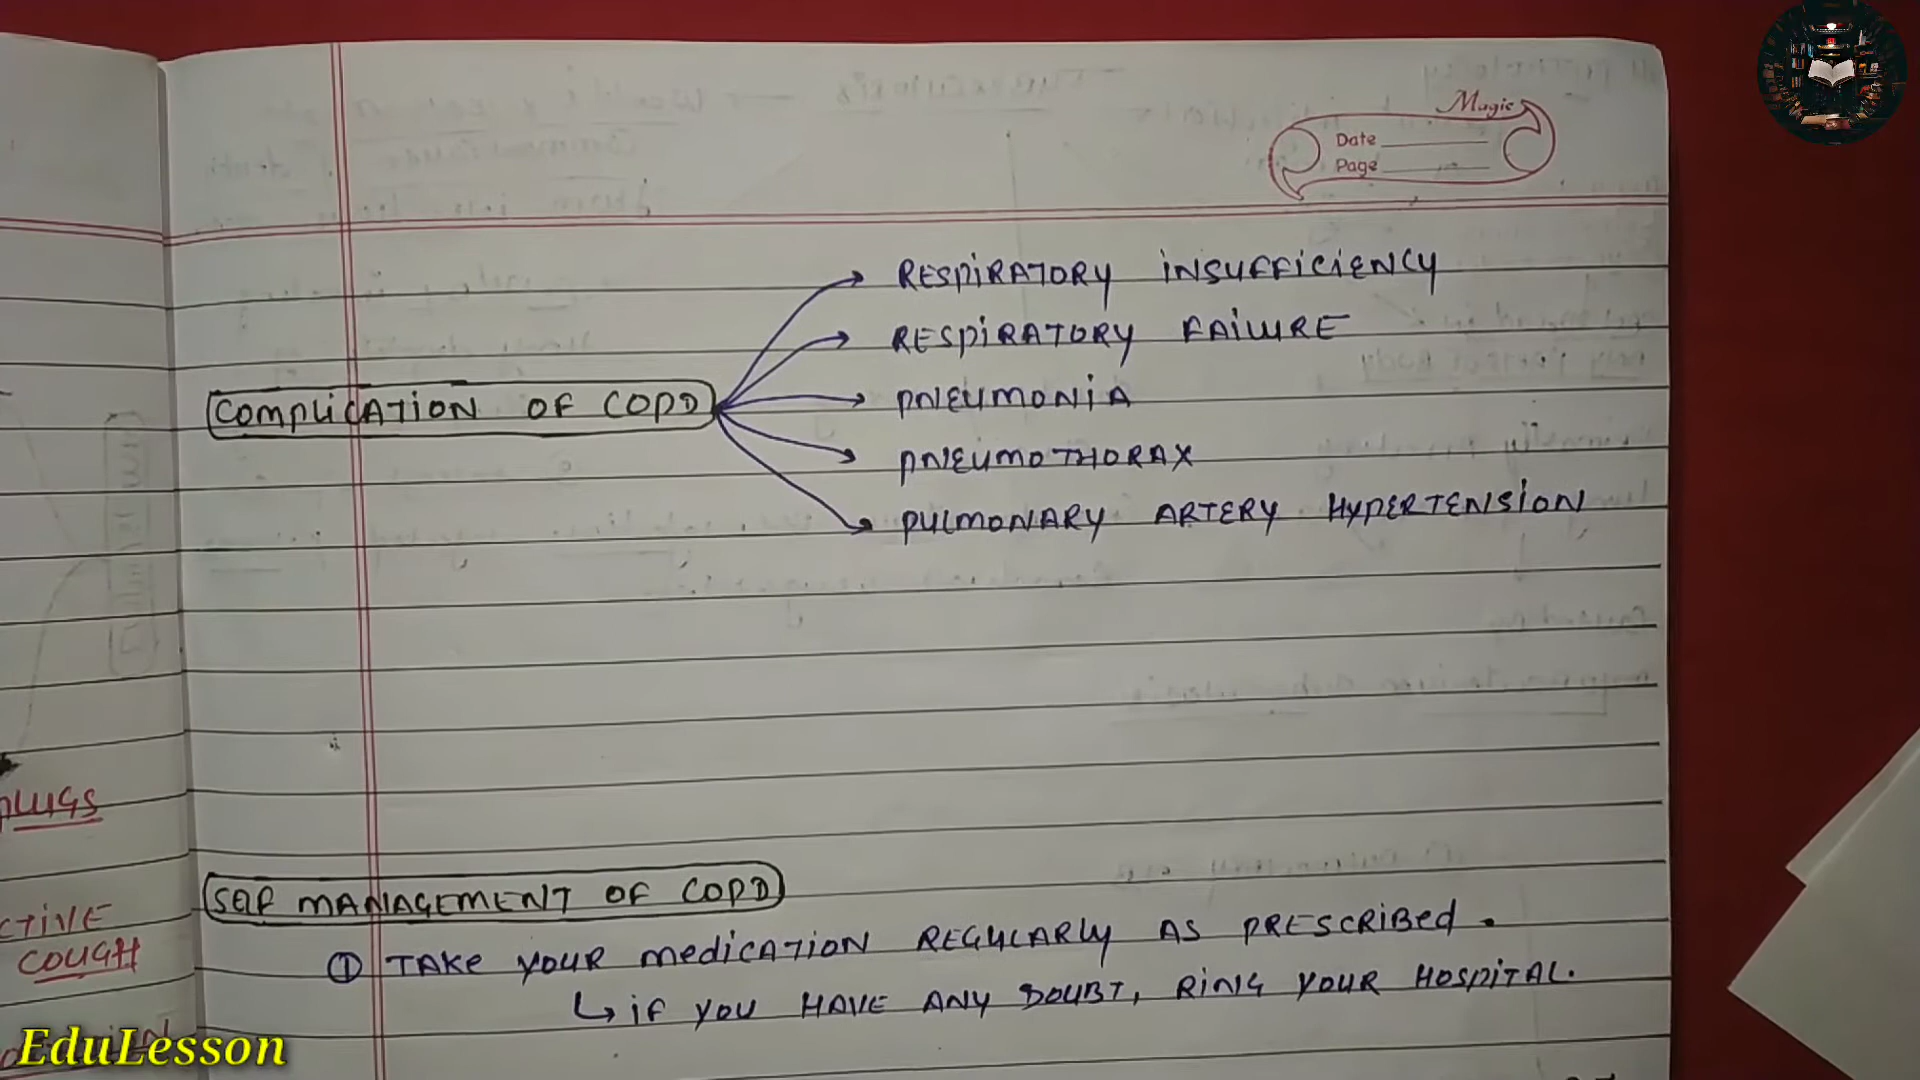 Magic
Date
Page
RESPIRATORY INSUFFICIENCY
RESPIRATORY FAILURE
COMPLICATION OF COPD
PNEUMONIA
PNEUMOTHORAX
PULMONARY ARTERY HYPERTENSION
PLUGS
SELF MANAGEMENT OF COPD
① TAKE YOUR MEDICATION REGULARLY AS PRESCRIBED.
COUGH
↳ IF YOU HAVE ANY DOUBT, RING YOUR HOSPITAL.
EduLesson